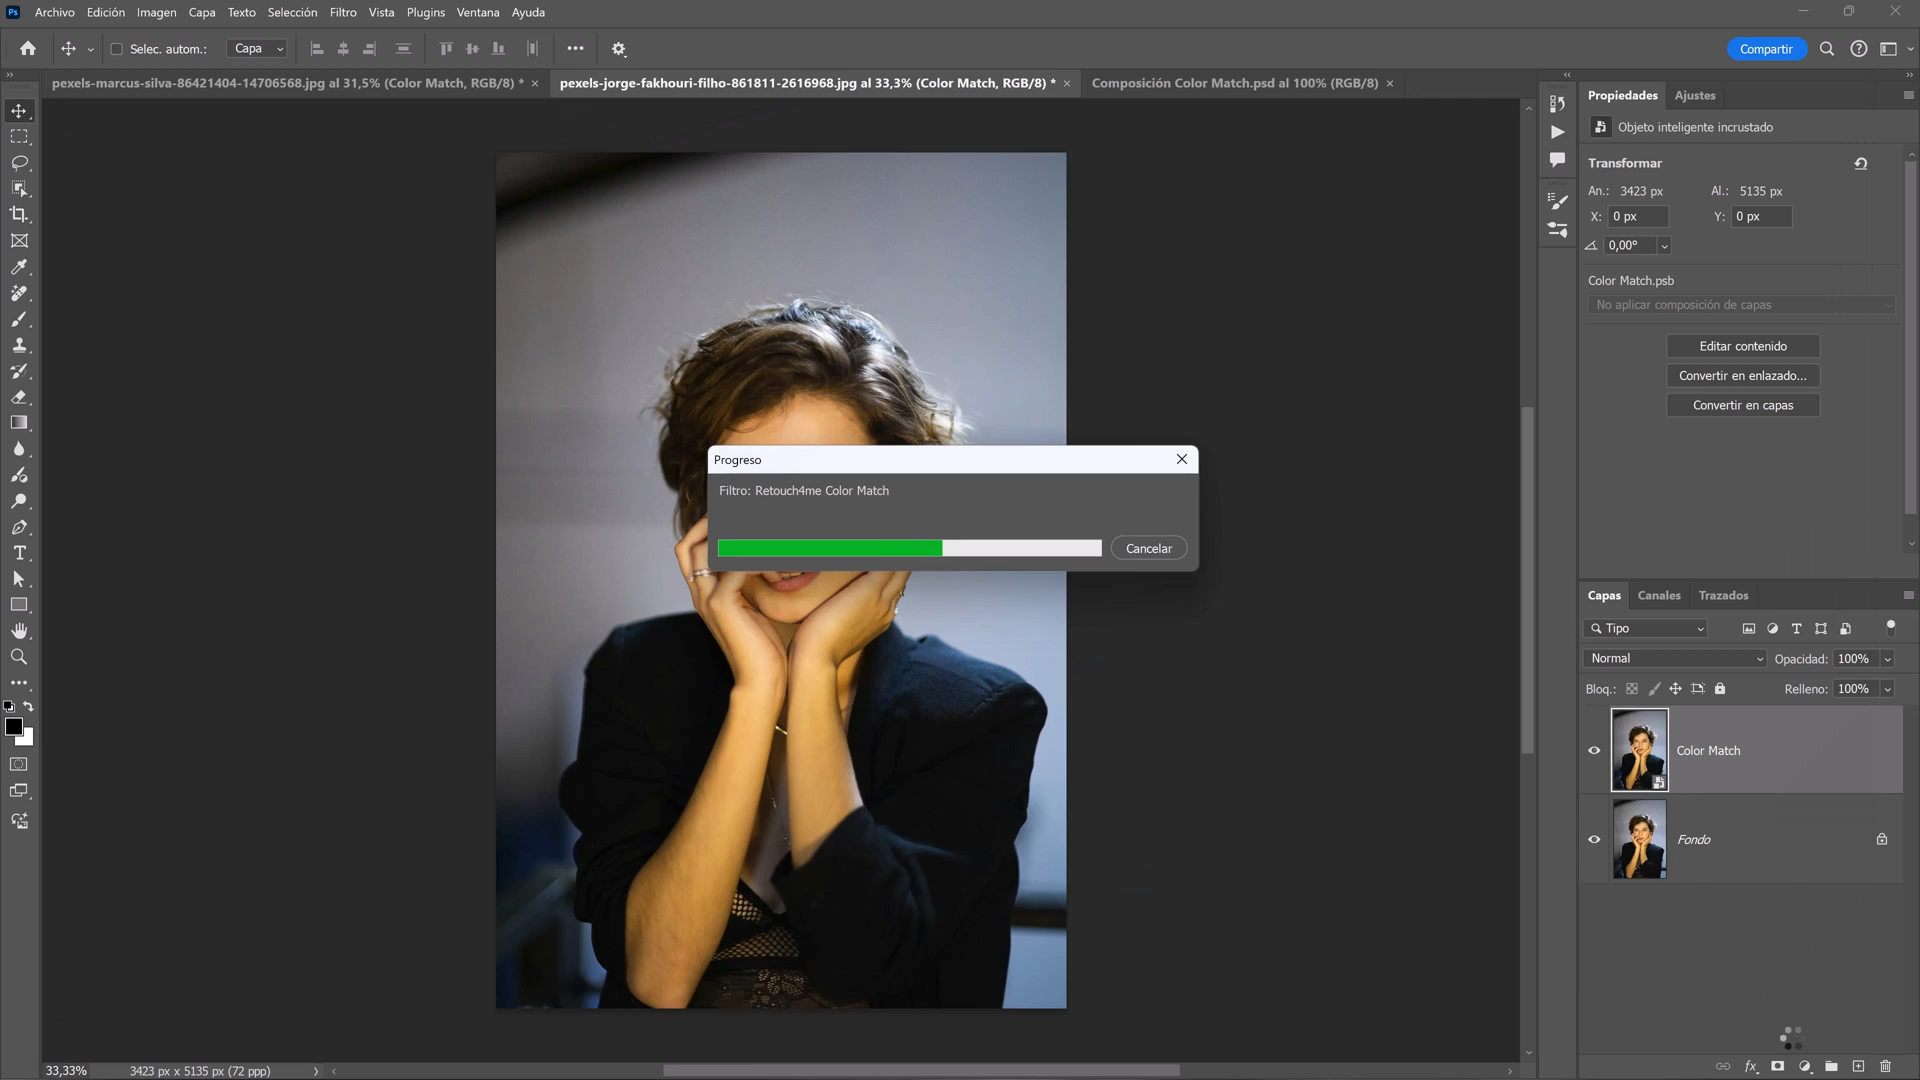 Ps Archivo Edición Imagen Capa Texto Selección Filtro Vista Plugins Ventana Ayuda
Selec. autom.: Capa Compartir
pexels-marcus-silva-86421404-14706568.jpg al 31,5% (Color Match, RGB/8) *
pexels-jorge-fakhouri-filho-861811-2616968.jpg al 33,3% (Color Match, RGB/8) *
Composición Color Match.psd al 100% (RGB/8)
Propiedades Ajustes
Objeto inteligente incrustado
Transformar
An.: 3423 px Al.: 5135 px
X: 0 px Y: 0 px
0,00°
Color Match.psb
No aplicar composición de capas
Editar contenido
Convertir en enlazado...
Convertir en capas
Progreso
Filtro: Retouch4me Color Match
Cancelar
Capas Canales Trazados
Tipo
Normal Opacidad: 100%
Bloq.: Relleno: 100%
Color Match
Fondo
33,33% 3423 px x 5135 px (72 ppp)